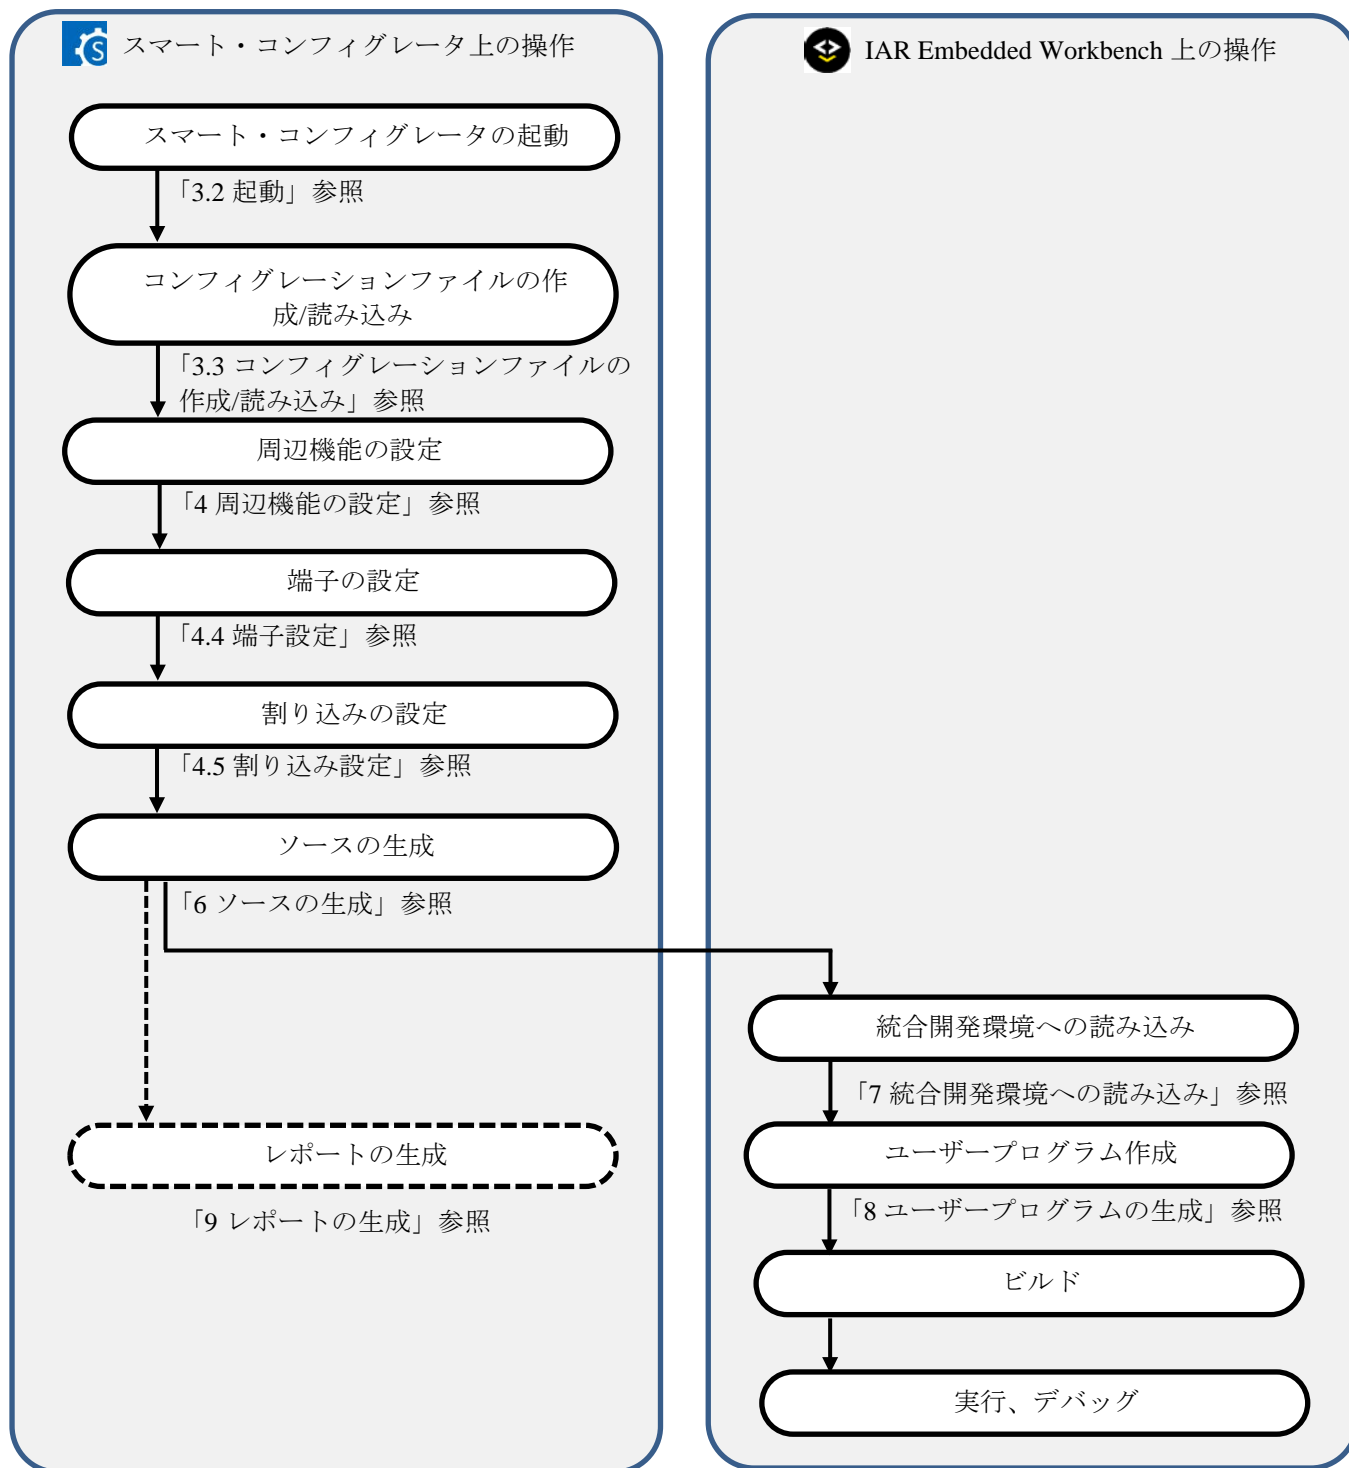 スマート・コンフィグレータ上の操作
スマート・コンフィグレータの起動
「3.2 起動」参照
コンフィグレーションファイルの作
成/読み込み
「3.3 コンフィグレーションファイルの
作成/読み込み」参照
周辺機能の設定
「4 周辺機能の設定」参照
端子の設定
「4.4 端子設定」参照
割り込みの設定
「4.5 割り込み設定」参照
ソースの生成
「6 ソースの生成」参照
レポートの生成
「9 レポートの生成」参照
IAR Embedded Workbench 上の操作
統合開発環境への読み込み
「7 統合開発環境への読み込み」参照
ユーザープログラム作成
「8 ユーザープログラムの生成」参照
ビルド
実行、デバッグ